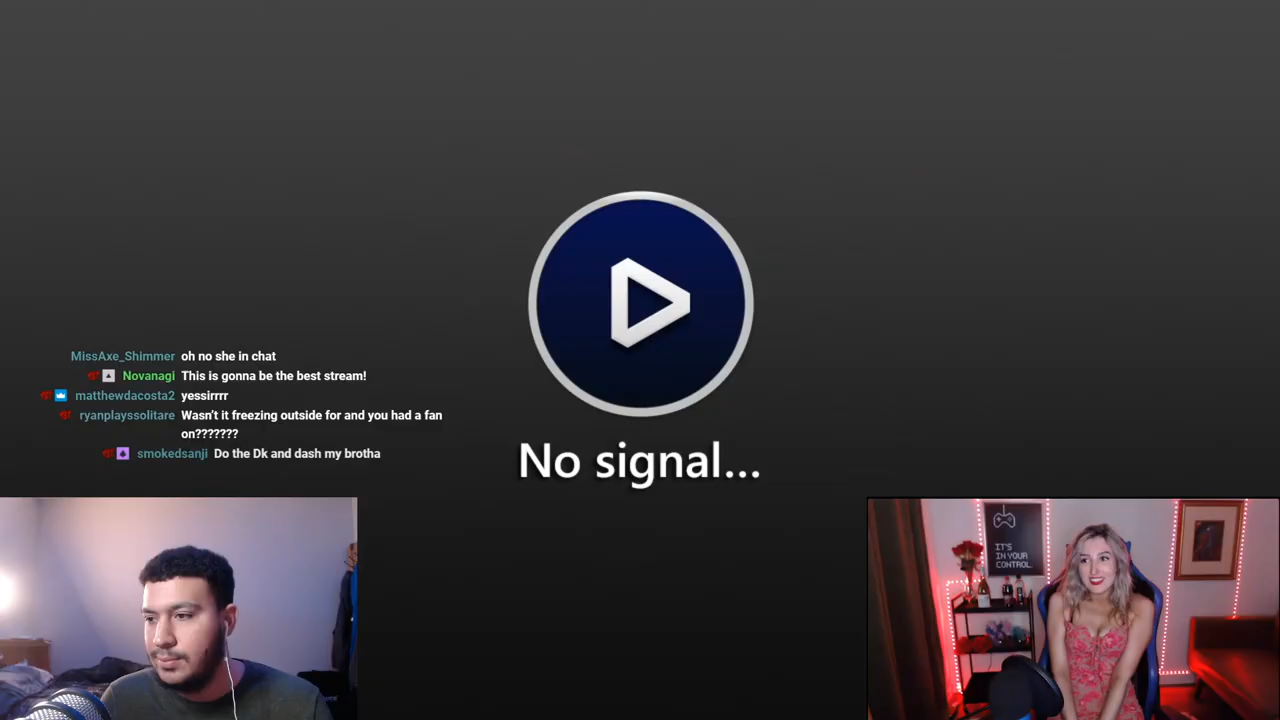 MissAxe_Shimmer oh no she in chat
Novanagi This is gonna be the best stream!
matthewdacosta2 yessirrrr
ryanplayssolitare Wasn't it freezing outside for and you had a fan
on???????
smokedsanji Do the Dk and dash my brotha
No signal...
IT'S
IN YOUR
CONTROL.